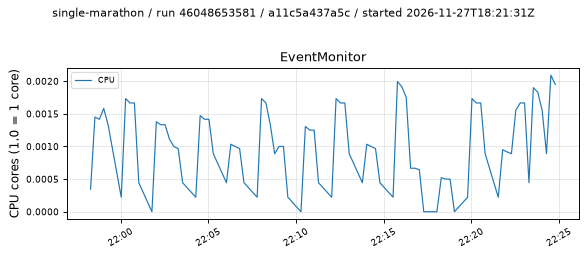 single-marathon / run 46048653581 / a11c5a437a5c / started 2026-11-27T18:21:31Z
EventMonitor
CPU
CPU cores (1.0 = 1 core)
0.0020
0.0015
0.0010
0.0005
0.0000
22:00
22:05
22:10
22:15
22:20
22:25